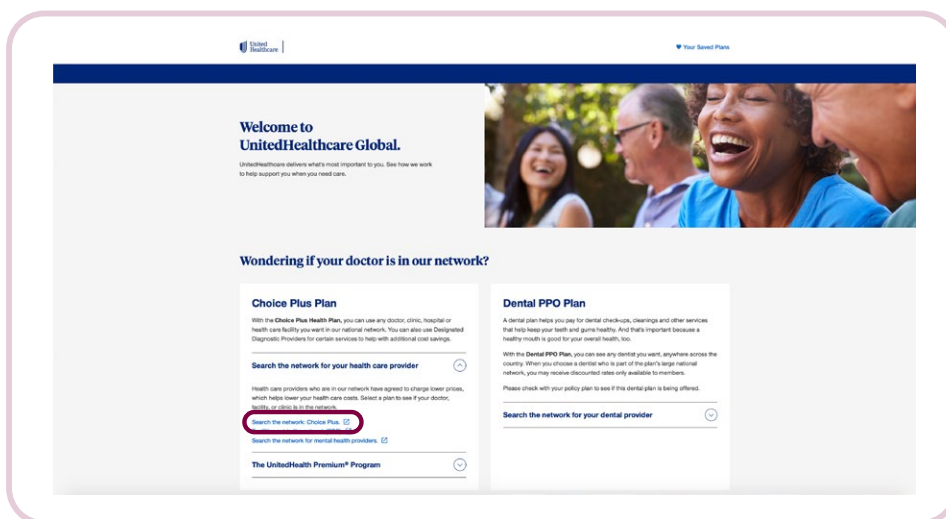 United
Healthcare
Your Saved Plans
Welcome to
UnitedHealthcare Global.
UnitedHealthcare delivers what's most important to you. See how we work
to help support you when you need care.
Wondering if your doctor is in our network?
Choice Plus Plan
With the Choice Plus Health Plan, you can use any doctor, clinic, hospital or
health care facility you want in our national network. You can also use Designated
Diagnostic Providers for certain services to help with additional cost savings.
Search the network for your health care provider
Health care providers who are in our network have agreed to charge lower prices,
which helps lower your health care costs. Select a plan to see if your doctor,
facility, or clinic is in the network.
Search the network: Choice Plus.
Search the network for mental health providers.
The UnitedHealth Premium® Program
Dental PPO Plan
A dental plan helps you pay for dental check-ups, cleanings and other services
that help keep your teeth and gums healthy. And that's important because a
healthy mouth is good for your overall health, too.
With the Dental PPO Plan, you can see any dentist you want, anywhere across the
country. When you choose a dentist who is part of the plan's large national
network, you may receive discounted rates only available to members.
Please check with your policy plan to see if this dental plan is being offered.
Search the network for your dental provider